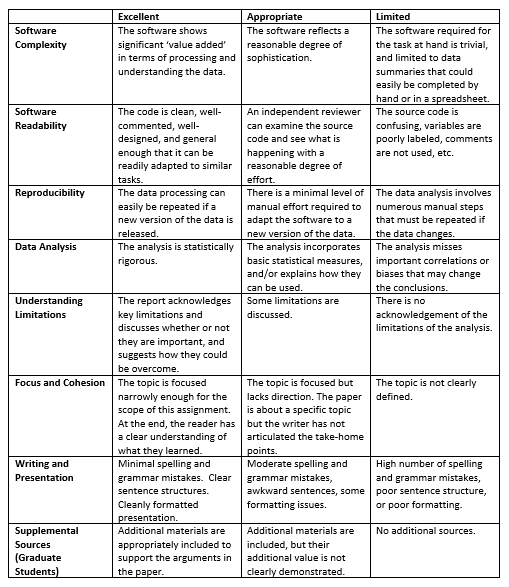 Excellent Appropriate Limited
Software
Complexity
The software shows
significant ‘value added’
in terms of processing and
understanding the data.
The software reflects a
reasonable degree of
sophistication.
The software required for
the task at hand is trivial,
and limited to data
summaries that could
easily be completed by
hand or in a spreadsheet.
Software
Readability
The code is clean, well-
commented, well-
designed, and general
enough that it can be
readily adapted to similar
tasks.
An independent reviewer
can examine the source
code and see what is
happening with a
reasonable degree of
effort.
The source code is
confusing, variables are
poorly labeled, comments
are not used, etc.
Reproducibility
The data processing can
easily be repeated if a
new version of the data is
released.
There is a minimal level of
manual effort required to
adapt the software to a
new version of the data.
The data analysis involves
numerous manual steps
that must be repeated if
the data changes.
Data Analysis
The analysis is statistically
rigorous.
The analysis incorporates
basic statistical measures,
and/or explains how they
can be used.
The analysis misses
important correlations or
biases that may change
the conclusions.
Understanding
Limitations
The report acknowledges
key limitations and
discusses whether or not
they are important, and
suggests how they could
be overcome.
Some limitations are
discussed.
There is no
acknowledgement of the
limitations of the analysis.
Focus and Cohesion
The topic is focused
narrowly enough for the
scope of this assignment.
At the end, the reader has
a clear understanding of
what they learned.
The topic is focused but
lacks direction. The paper
is about a specific topic
but the writer has not
articulated the take-home
points.
The topic is not clearly
defined.
Writing and
Presentation
Minimal spelling and
grammar mistakes. Clear
sentence structures.
Cleanly formatted
presentation.
Moderate spelling and
grammar mistakes,
awkward sentences, some
formatting issues.
High number of spelling
and grammar mistakes,
poor sentence structure,
or poor formatting.
Supplemental
Sources
(Graduate
Students)
Additional materials are
appropriately included to
support the arguments in
the paper.
Additional materials are
included, but their
additional value is not
clearly demonstrated.
No additional sources.